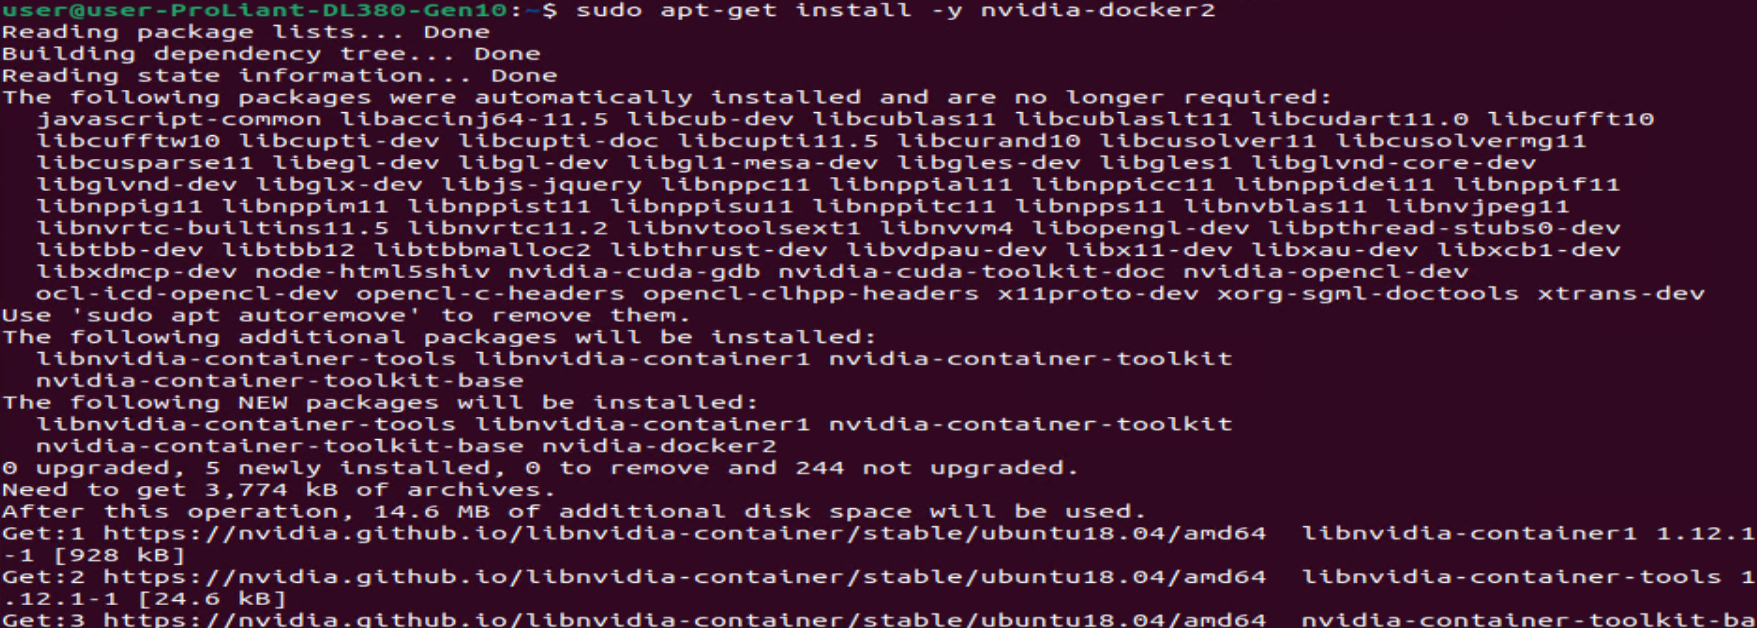 user@user-ProLiant-DL380-Gen10:~$ sudo apt-get install -y nvidia-docker2
Reading package lists... Done
Building dependency tree... Done
Reading state information... Done
The following packages were automatically installed and are no longer required:
  javascript-common libaccinj64-11.5 libcub-dev libcublas11 libcublaslt11 libcudart11.0 libcufft10
  libcufftw10 libcupti-dev libcupti-doc libcupti11.5 libcurand10 libcusolver11 libcusolvermg11
  libcusparse11 libegl-dev libgl-dev libgl1-mesa-dev libgles-dev libgles1 libglvnd-core-dev
  libglvnd-dev libglx-dev libjs-jquery libnppc11 libnppial11 libnppicc11 libnppidei11 libnppif11
  libnppig11 libnppim11 libnppist11 libnppisu11 libnppitc11 libnpps11 libnvblas11 libnvjpeg11
  libnvrtc-builtins11.5 libnvrtc11.2 libnvtoolsext1 libnvvm4 libopengl-dev libpthread-stubs0-dev
  libtbb-dev libtbb12 libtbbmalloc2 libthrust-dev libvdpau-dev libx11-dev libxau-dev libxcb1-dev
  libxdmcp-dev node-html5shiv nvidia-cuda-gdb nvidia-cuda-toolkit-doc nvidia-opencl-dev
  ocl-icd-opencl-dev opencl-c-headers opencl-clhpp-headers x11proto-dev xorg-sgml-doctools xtrans-dev
Use 'sudo apt autoremove' to remove them.
The following additional packages will be installed:
  libnvidia-container-tools libnvidia-container1 nvidia-container-toolkit
  nvidia-container-toolkit-base
The following NEW packages will be installed:
  libnvidia-container-tools libnvidia-container1 nvidia-container-toolkit
  nvidia-container-toolkit-base nvidia-docker2
0 upgraded, 5 newly installed, 0 to remove and 244 not upgraded.
Need to get 3,774 kB of archives.
After this operation, 14.6 MB of additional disk space will be used.
Get:1 https://nvidia.github.io/libnvidia-container/stable/ubuntu18.04/amd64  libnvidia-container1 1.12.1
-1 [928 kB]
Get:2 https://nvidia.github.io/libnvidia-container/stable/ubuntu18.04/amd64  libnvidia-container-tools 1
.12.1-1 [24.6 kB]
Get:3 https://nvidia.github.io/libnvidia-container/stable/ubuntu18.04/amd64  nvidia-container-toolkit-ba